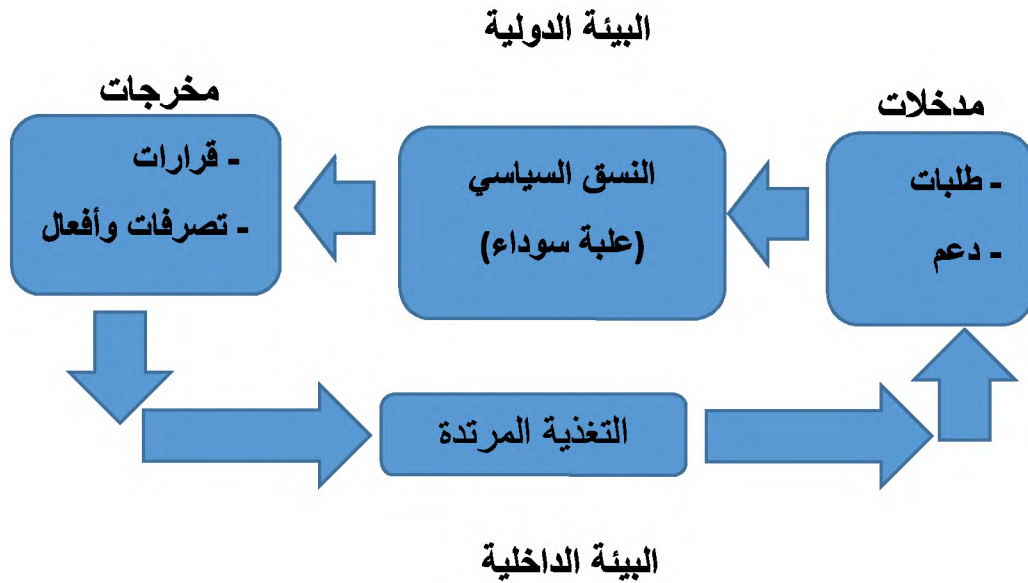 البيئة الدولية
مدخلات
- طلبات
- دعم
النسق السياسي
(علبة سوداء)
مخرجات
- قرارات
- تصرفات وأفعال
التغذية المرتدة
البيئة الداخلية